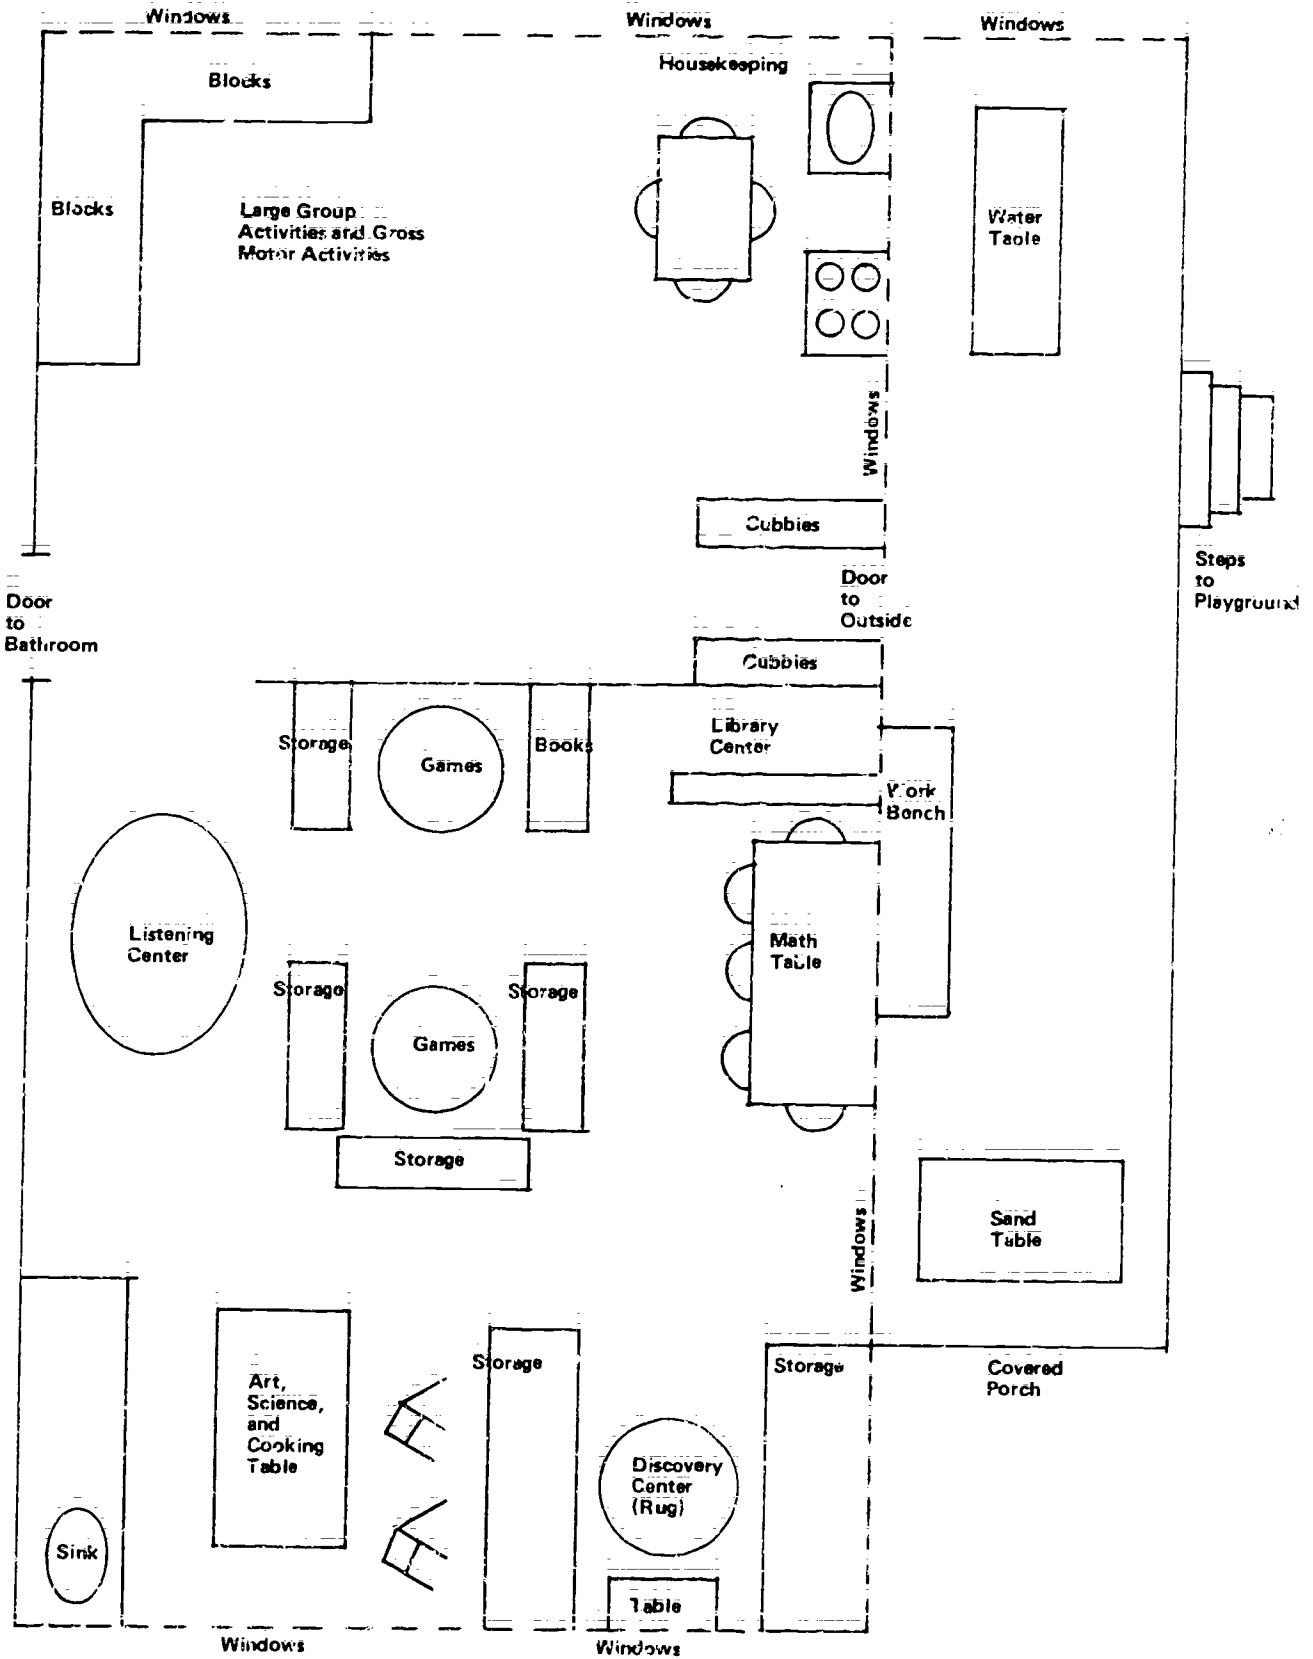 Windows
Windows
Windows
Housekeeping
Blocks
Blocks
Large Group
Activities and Gross
Motor Activities
Water
Table
Windows
Cubbies
Door
to
Outside
Steps
to
Playground
Door
to
Bathroom
Cubbies
Library
Center
Storage
Games
Books
Work
Bench
Listening
Center
Math
Table
Storage
Games
Storage
Storage
Sand
Table
Windows
Storage
Storage
Covered
Porch
Art,
Science,
and
Cooking
Table
Discovery
Center
(Rug)
Sink
Table
Windows
Windows